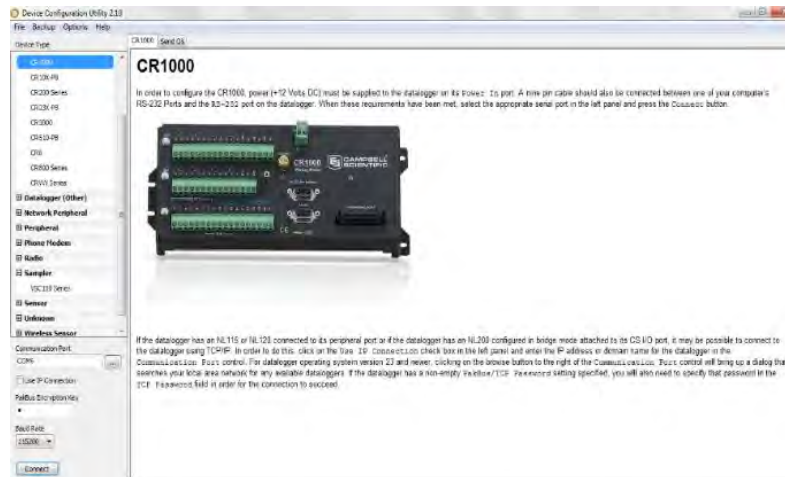 Device Configuration Utility 2.10
File Backup Options Help
Device Type
CR1000 Send OS
CR10X-PB
CR200 Series
CR23X-PB
CR510-PB
CR6
CR800 Series
CRWX Series
Datalogger (Other)
Network Peripheral
Peripheral
Phone Modem
Radio
Sampler
Series
Sensor
Unknown
Wireless Sensor
Communication Port
Use IP Connection
PakBus Encryption Key
Baud Rate
115200
Connect
CR1000
In order to configure the CR1000, power (+12 Volts DC) must be supplied to the datalogger on its Power In port. A nine pin cable should also be connected between one of your computer's
RS-232 Ports and the RS-232 port on the datalogger. When these requirements have been met, select the appropriate serial port in the left panel and press the Connect button.
CR1000
CAMPBELL
SCIENTIFIC
If the datalogger has an NL115 or NL120 connected to its peripheral port or if the datalogger has an NL200 configured in bridge mode attached to its CS I/O port, it may be possible to connect to
the datalogger using TCP/IP. In order to do this, click on the Use IP Connection check box in the left panel and enter the IP address or domain name for the datalogger in the
Communication Port control. For datalogger operating system version 23 and newer, clicking on the browse button to the right of the Communication Port control will bring up a dialog that
searches your local area network for any available dataloggers. If the datalogger has a non-empty PakBus/TCP Password setting specified, you will also need to specify that password in the
TCP Password field in order for the connection to succeed.